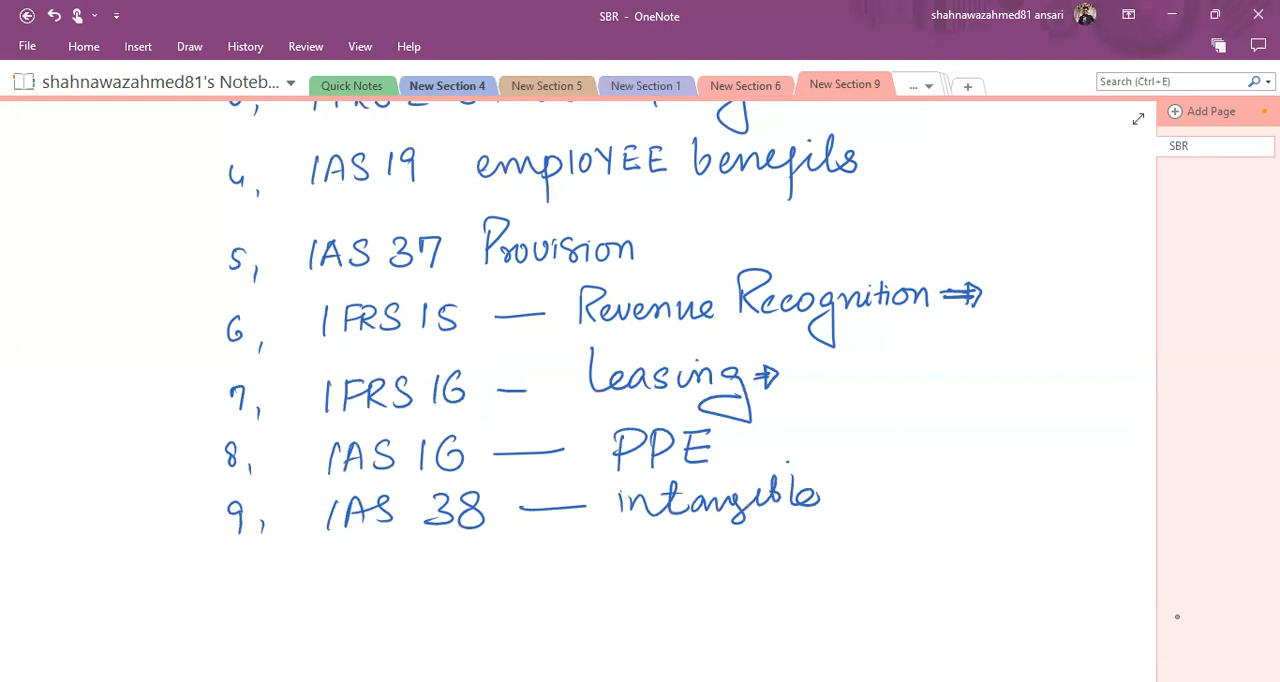 SBR - OneNote
shahnawazahmed81 ansari
File Home Insert Draw History Review View Help
shahnawazahmed81's Noteb...
Quick Notes New Section 4 New Section 5 New Section 1 New Section 6 New Section 9 ... +
Search (Ctrl+E)
Add Page
SBR
4, IAS 19 employEE benefits
5, IAS 37 Provision
6, IFRS 15 — Revenue Recognition ⇒
7, IFRS 16 – Leasing ⇒
8, IAS 16 — PPE
9, IAS 38 — intangible